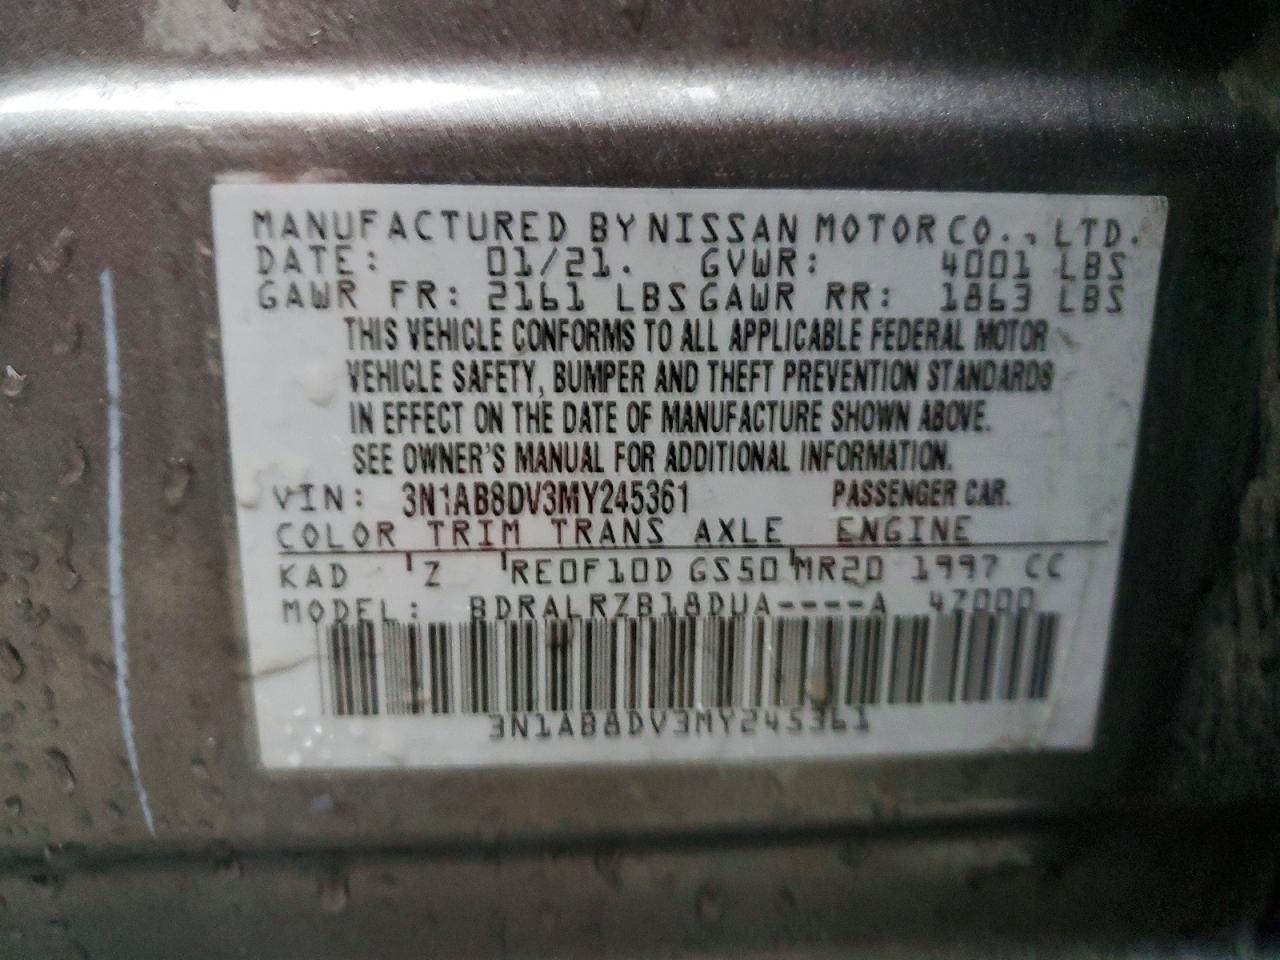 MANUFACTURED BY NISSAN MOTOR CO., LTD.
DATE: 01/21. GVWR: 4001 LBS
GAWR FR: 2161 LBS GAWR RR: 1863 LBS
THIS VEHICLE CONFORMS TO ALL APPLICABLE FEDERAL MOTOR
VEHICLE SAFETY, BUMPER AND THEFT PREVENTION STANDARDS
IN EFFECT ON THE DATE OF MANUFACTURE SHOWN ABOVE.
SEE OWNER'S MANUAL FOR ADDITIONAL INFORMATION.
VIN: 3N1AB8DV3MY245361 PASSENGER CAR.
COLOR TRIM TRANS AXLE ENGINE
KAD Z RE0F10D GS50 MR20 1997 CC
MODEL: BDRALRZB18DUA----A 47000
3N1AB8DV3MY245361